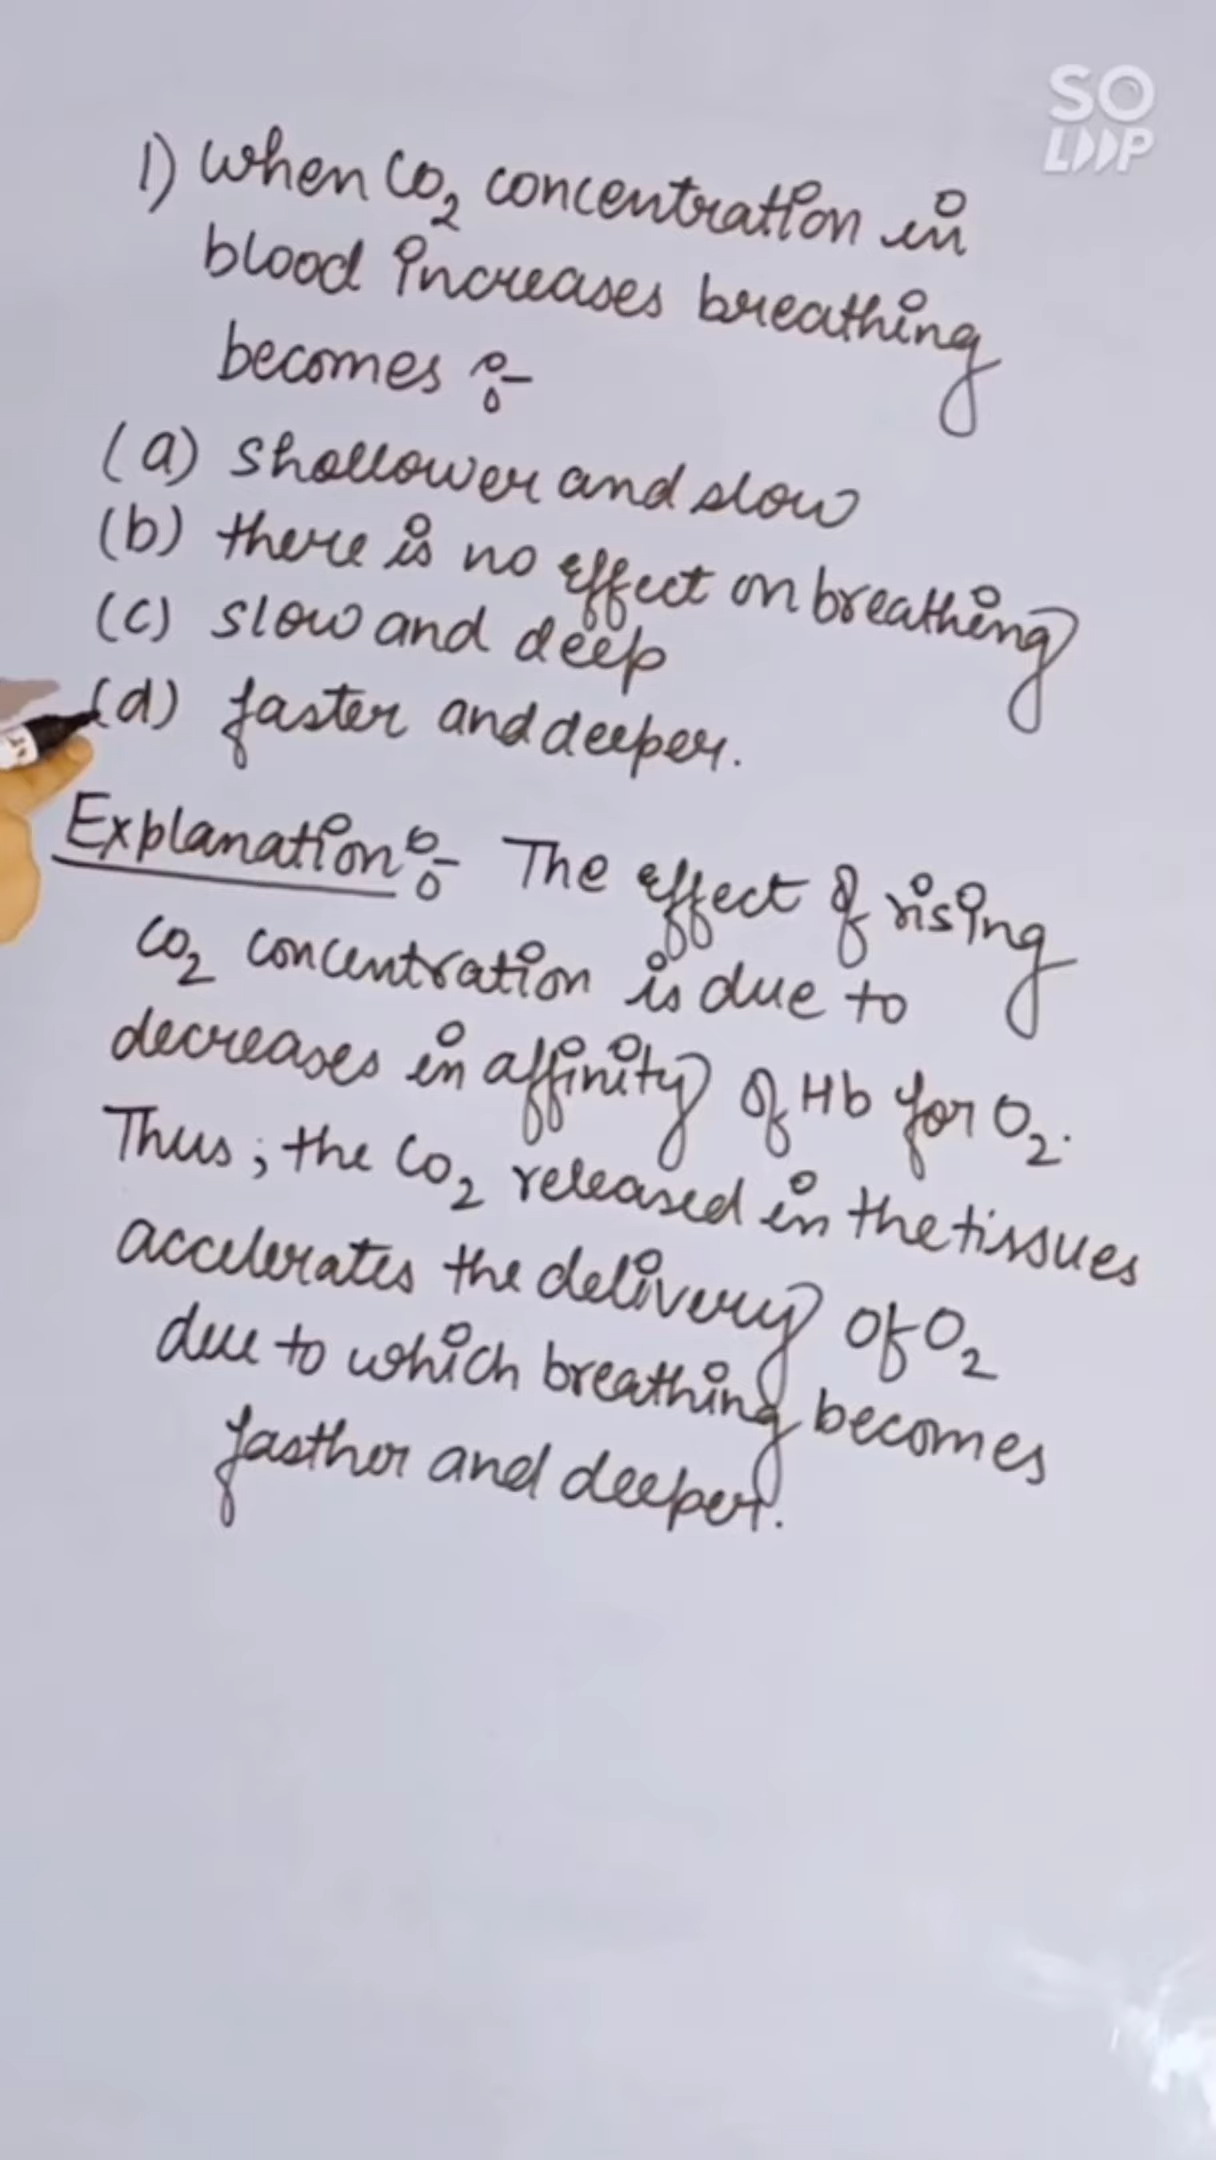 SO
LOOP
1) when CO2 concentration in
blood increases breathing
becomes :-
(a) shallower and slow
(b) there is no effect on breathing
(c) slow and deep
(d) faster and deeper.
Explanation :- The effect of rising
CO2 concentration is due to
decreases in affinity of Hb for O2.
Thus; the CO2 released in the tissues
accelerates the delivery of O2
due to which breathing becomes
fasther and deeper.